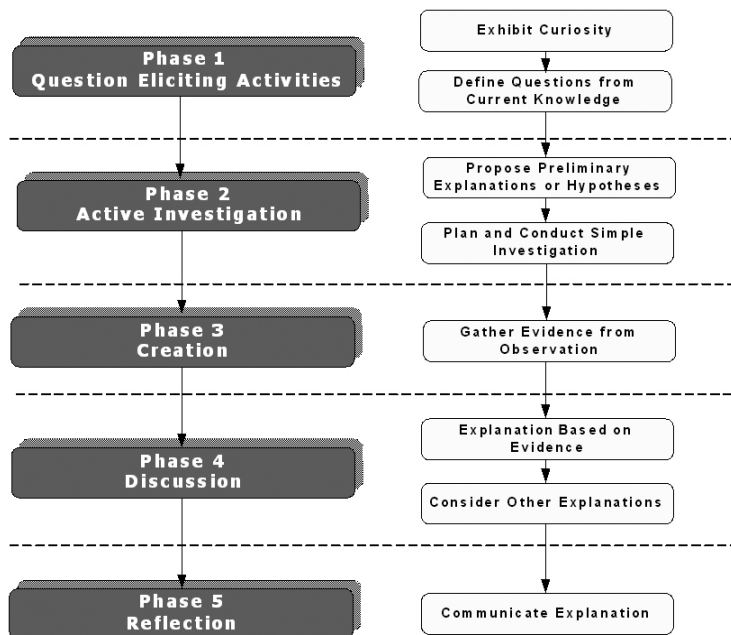 Phase 1
Question Eliciting Activities
Exhibit Curiosity
Define Questions from
Current Knowledge
Phase 2
Active Investigation
Propose Preliminary
Explanations or Hypotheses
Plan and Conduct Simple
Investigation
Phase 3
Creation
Gather Evidence from
Observation
Phase 4
Discussion
Explanation Based on
Evidence
Consider Other Explanations
Phase 5
Reflection
Communicate Explanation